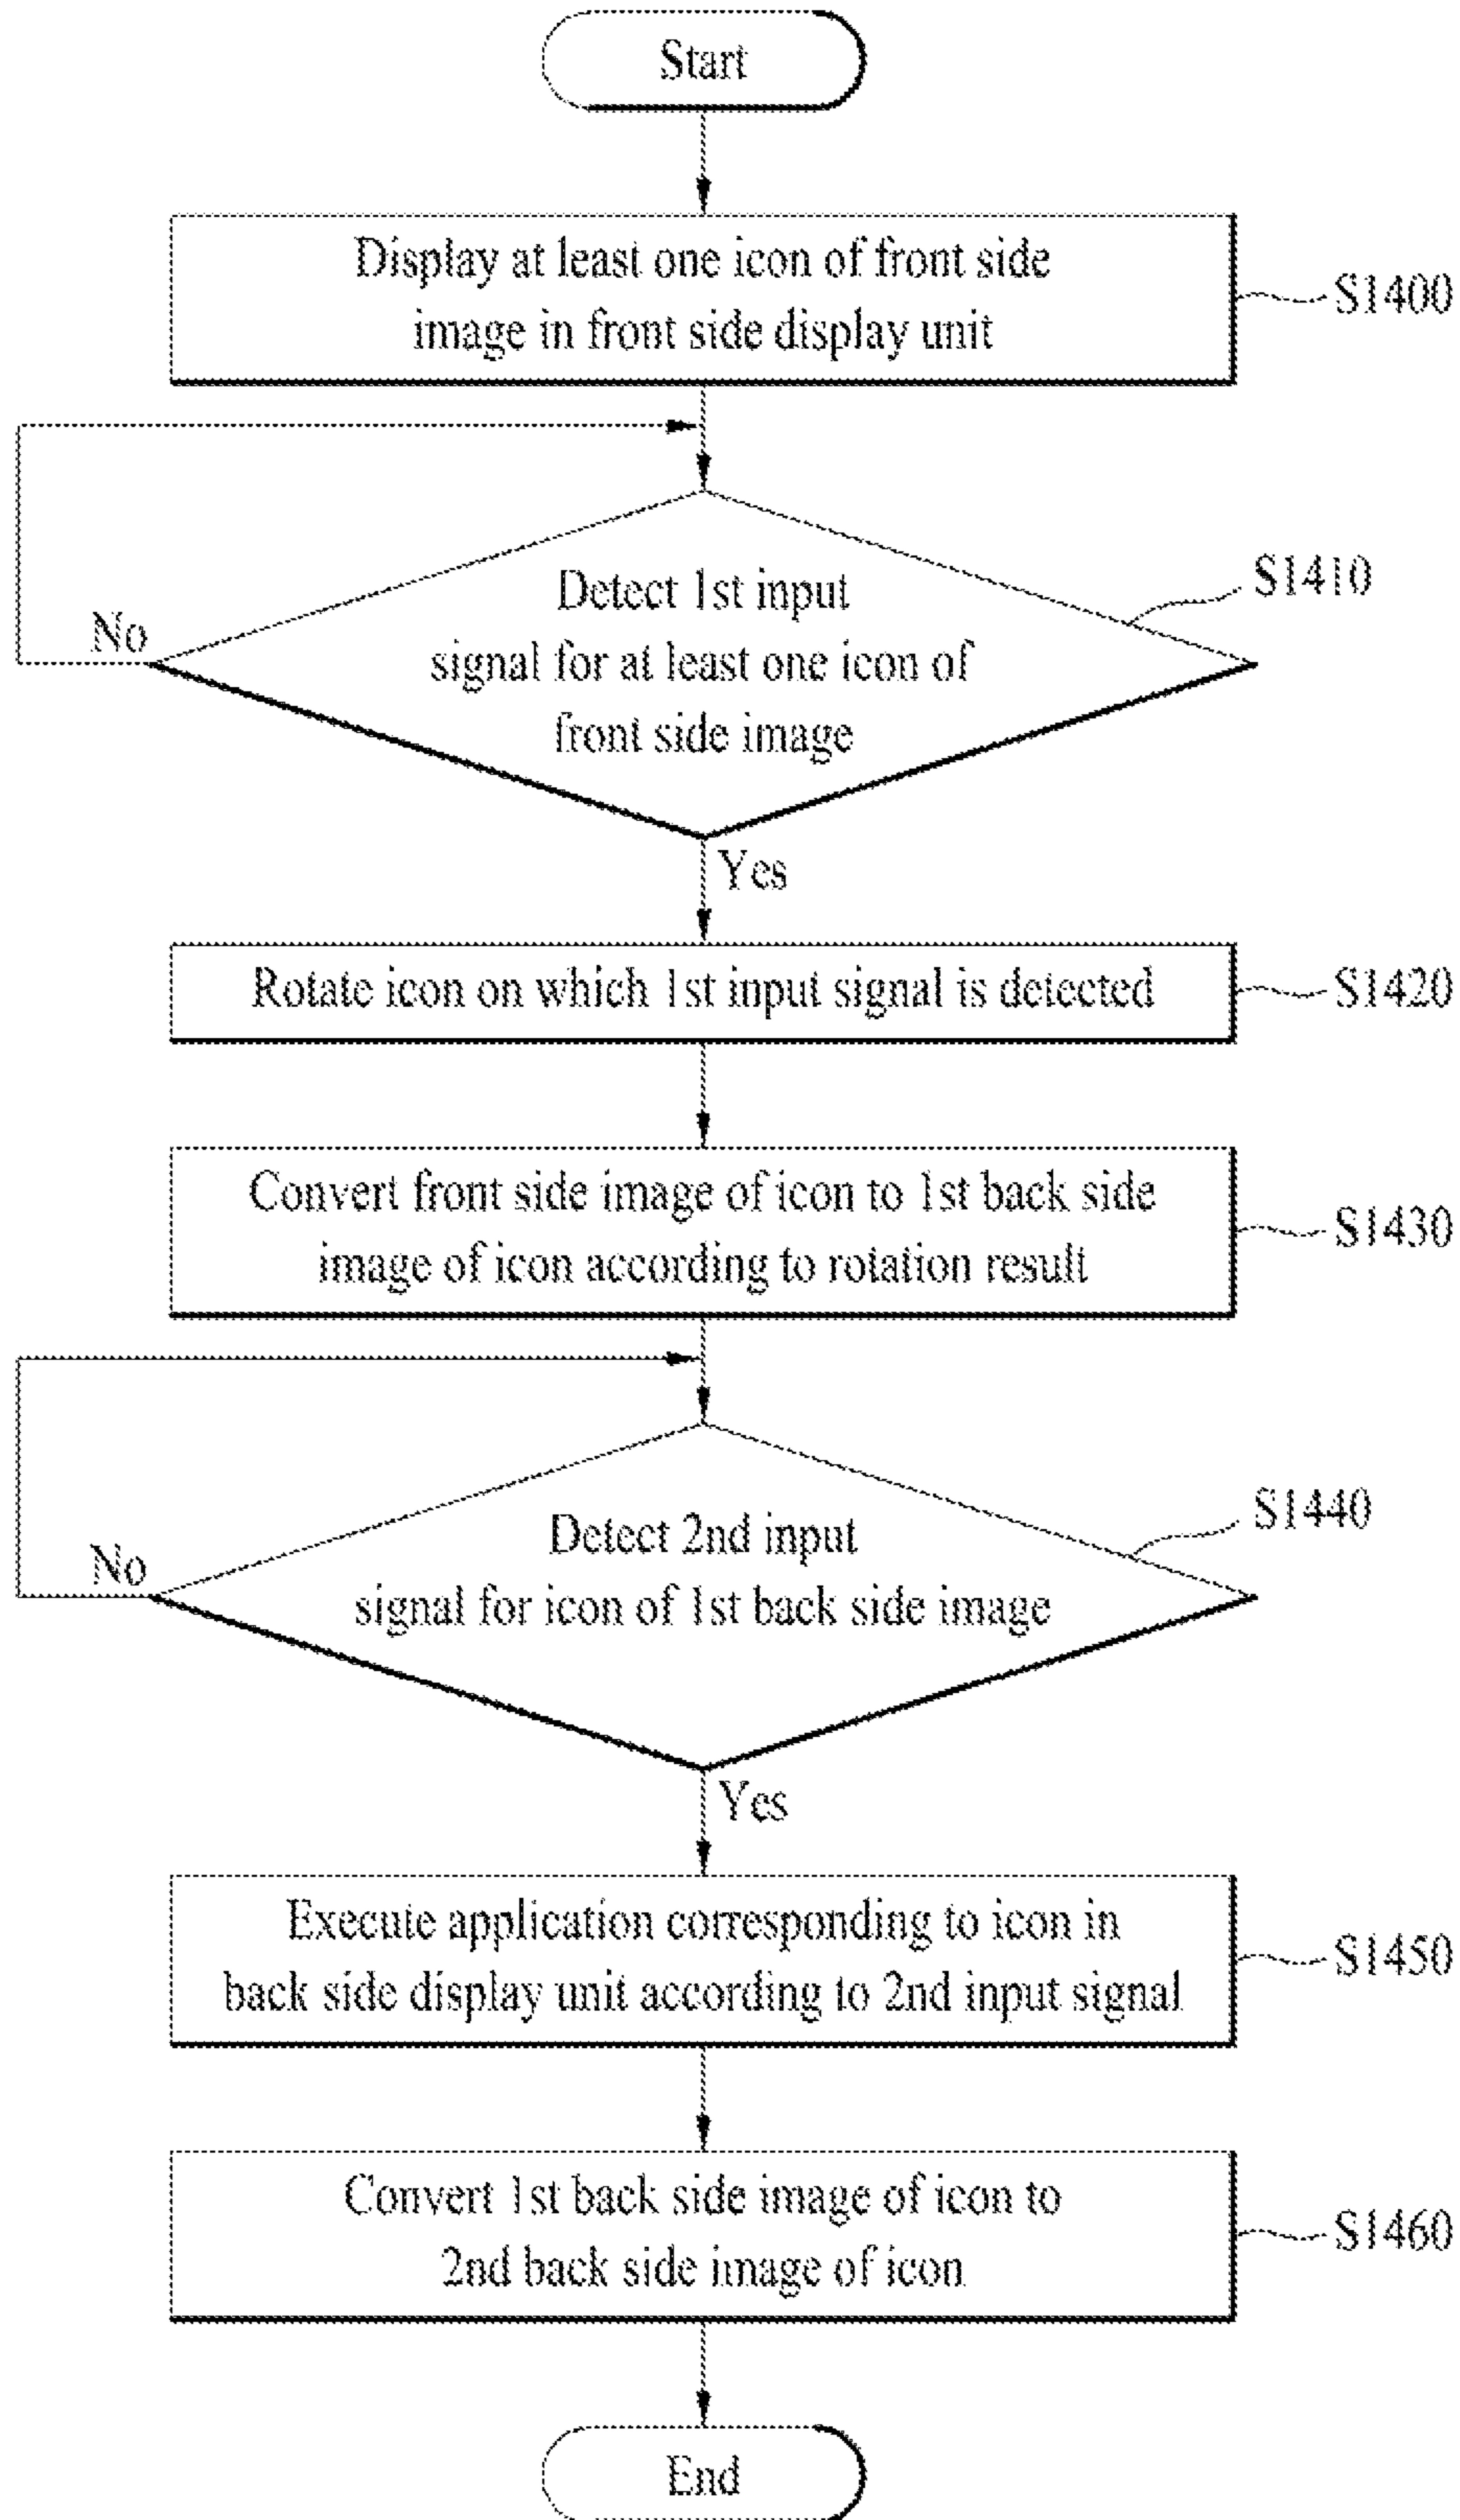 Start
Display at least one icon of front side
image in front side display unit
S1400
Detect 1st input
signal for at least one icon of
front side image
S1410
No
Yes
Rotate icon on which 1st input signal is detected
S1420
Convert front side image of icon to 1st back side
image of icon according to rotation result
S1430
Detect 2nd input
signal for icon of 1st back side image
S1440
No
Yes
Execute application corresponding to icon in
back side display unit according to 2nd input signal
S1450
Convert 1st back side image of icon to
2nd back side image of icon
S1460
End